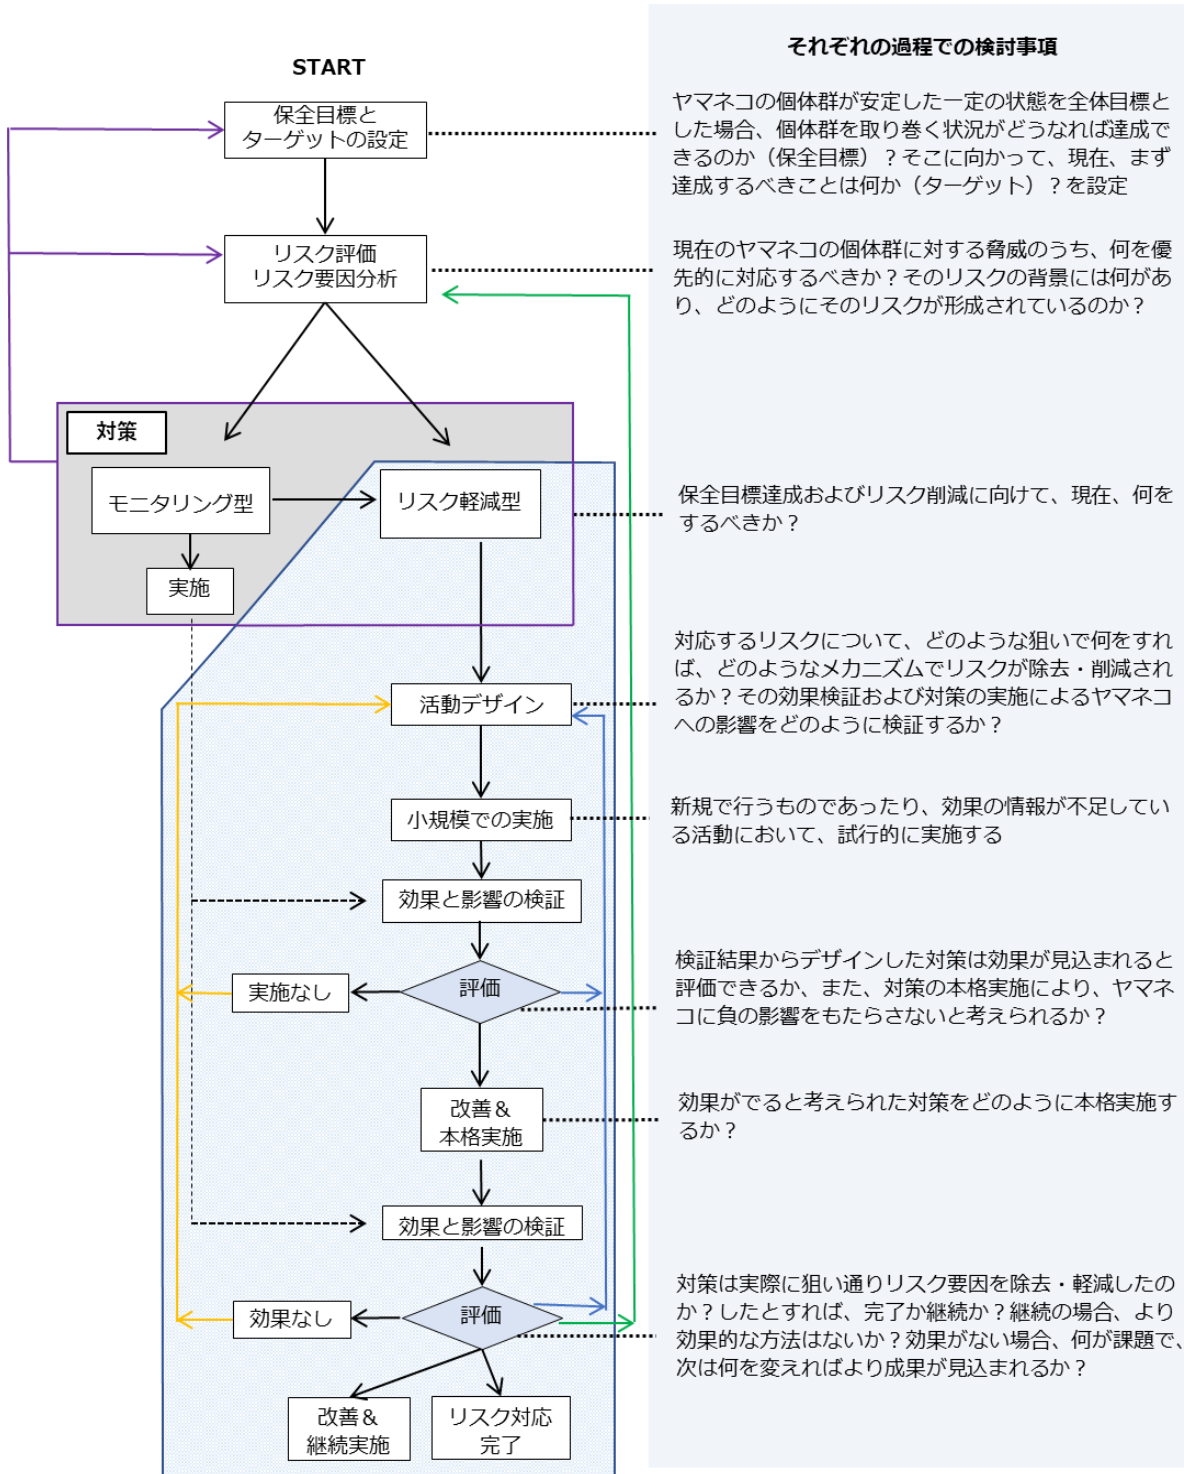 START
保全目標と
ターゲットの設定
リスク評価
リスク要因分析
対策
モニタリング型
リスク軽減型
実施
活動デザイン
小規模での実施
効果と影響の検証
評価
実施なし
改善＆
本格実施
効果と影響の検証
評価
効果なし
改善＆
継続実施
リスク対応
完了
それぞれの過程での検討事項
ヤマネコの個体群が安定した一定の状態を全体目標と
した場合、個体群を取り巻く状況がどうなれば達成で
きるのか（保全目標）？そこに向かって、現在、まず
達成するべきことは何か（ターゲット）？を設定
現在のヤマネコの個体群に対する脅威のうち、何を優
先的に対応するべきか？そのリスクの背景には何があ
り、どのようにそのリスクが形成されているのか？
保全目標達成およびリスク削減に向けて、現在、何を
するべきか？
対応するリスクについて、どのような狙いで何をすれ
ば、どのようなメカニズムでリスクが除去・削減され
るか？その効果検証および対策の実施によるヤマネコ
への影響をどのように検証するか？
新規で行うものであったり、効果の情報が不足してい
る活動において、試行的に実施する
検証結果からデザインした対策は効果が見込まれると
評価できるか、また、対策の本格実施により、ヤマネ
コに負の影響をもたらさないと考えられるか？
効果がでると考えられた対策をどのように本格実施す
るか？
対策は実際に狙い通りリスク要因を除去・軽減したの
か？したとすれば、完了か継続か？継続の場合、より
効果的な方法はないか？効果がない場合、何が課題で、
次は何を変えればより成果が見込まれるか？